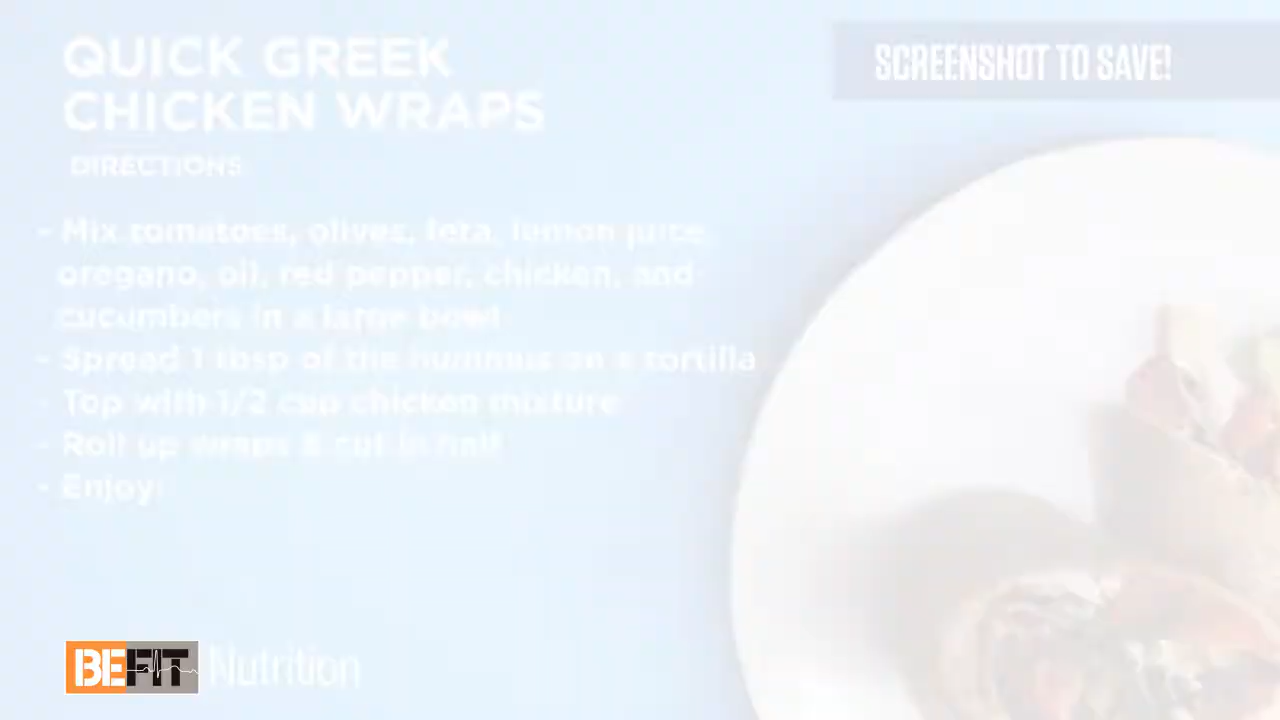 QUICK GREEK
CHICKEN WRAPS
SCREENSHOT TO SAVE!
DIRECTIONS
- Mix tomatoes, olives, feta, lemon juice,
oregano, oil, red pepper, chicken, and
cucumbers in a large bowl
- Spread 1 tbsp of the hummus on a tortilla
- Top with 1/2 cup chicken mixture
- Roll up wraps & cut in half
- Enjoy!
BEFIT Nutrition